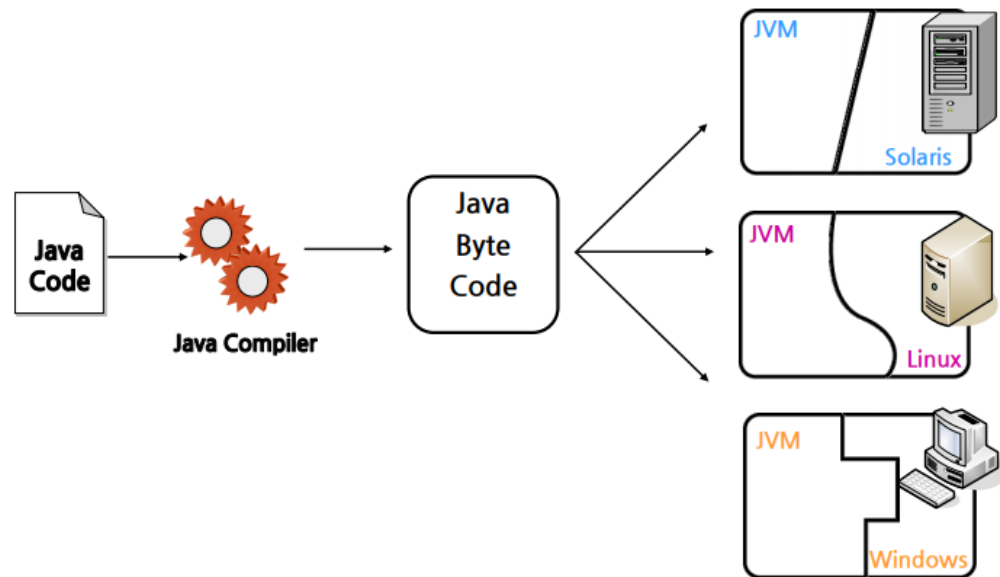 Java
Code
Java Compiler
Java
Byte
Code
JVM
Solaris
JVM
Linux
JVM
Windows